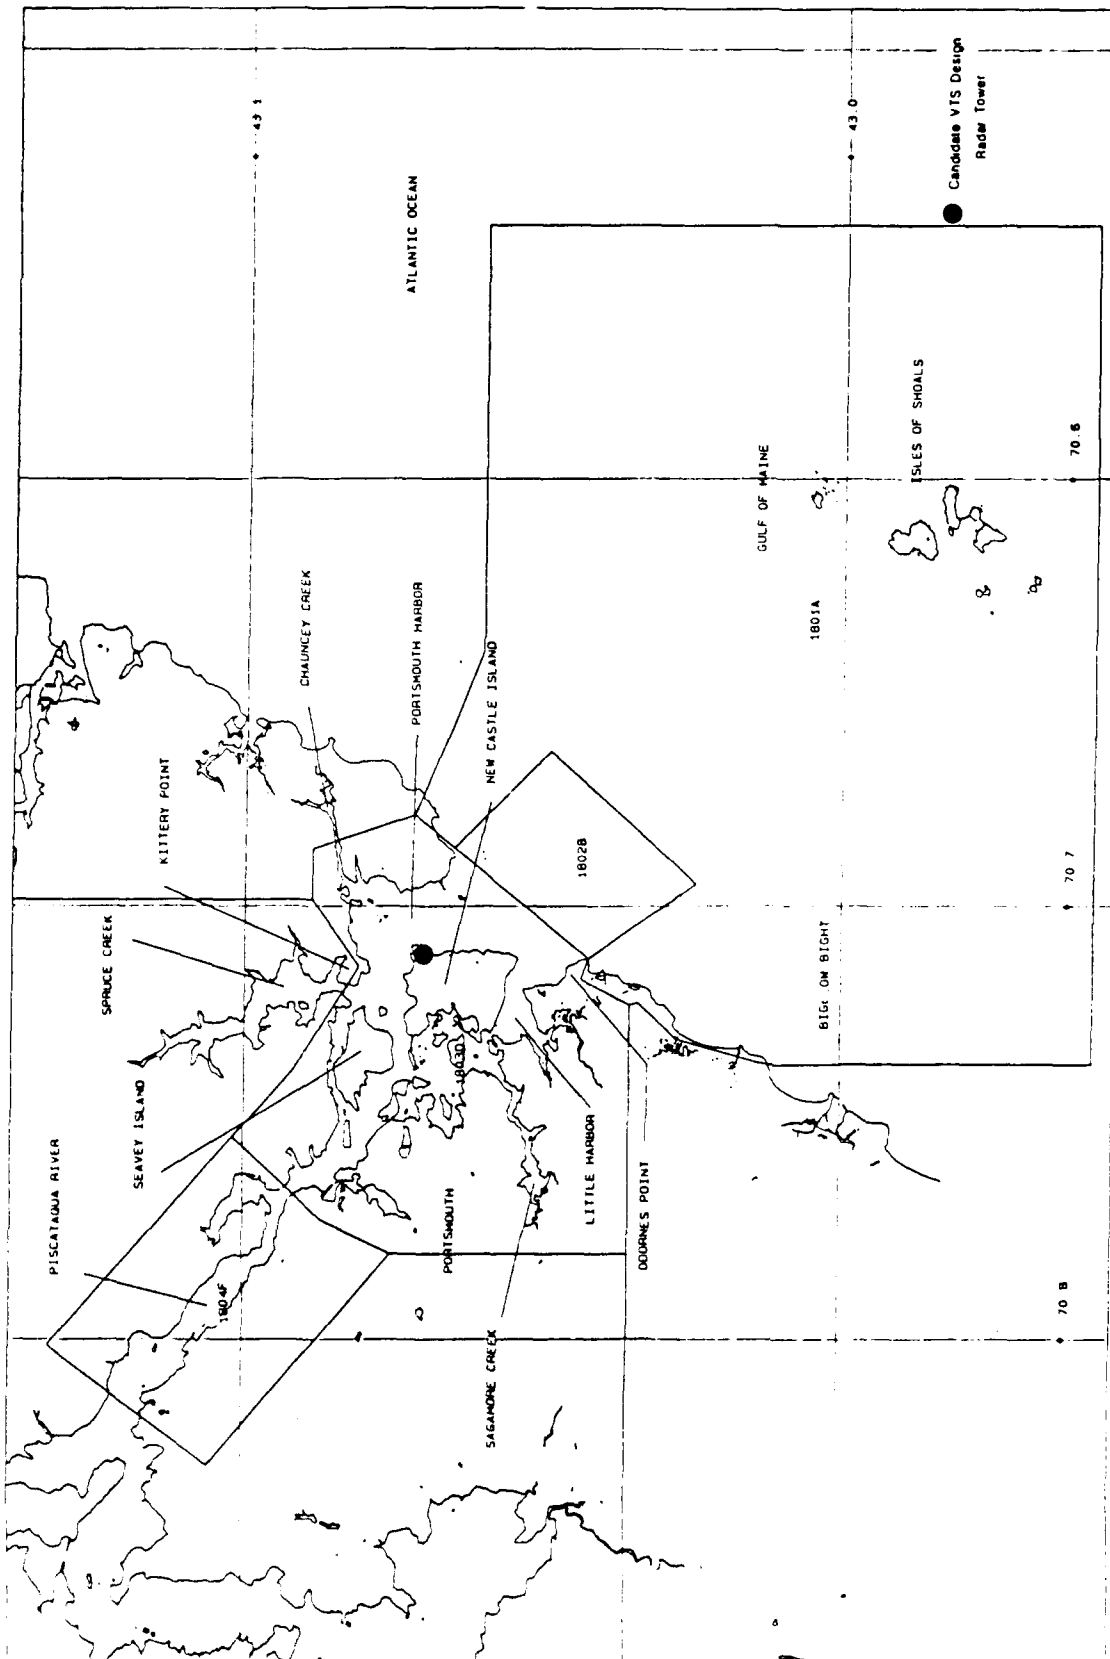 43.1
43.0
Candidate VTS Design
Radar Tower
ATLANTIC OCEAN
ISLES OF SHOALS
70.6
GULF OF MAINE
1801A
CHAUNCEY CREEK
PORTSMOUTH HARBOR
NEW CASTLE ISLAND
KITTERY POINT
1802B
70.7
SPRUCE CREEK
BIGHT
SEAVEY ISLAND
1803D
PISCATAQUA RIVER
PORTSMOUTH
LITTLE HARBOR
ODORNES POINT
1804F
70.8
SAGAMORE CREEK